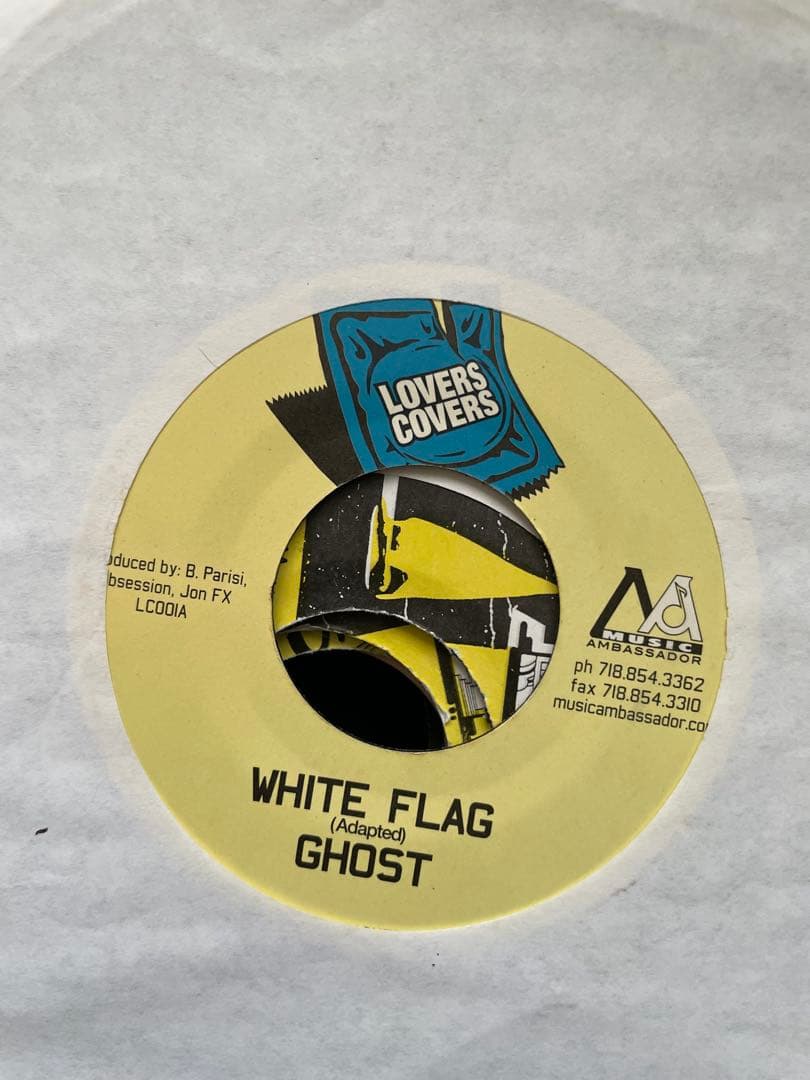 LOVERS
COVERS
oduced by: B. Parisi,
bsession, Jon FX
LC001A
MA
MUSIC
AMBASSADOR
ph 718.854.3362
fax 718.854.3310
musicambassador.co
WHITE FLAG
(Adapted)
GHOST